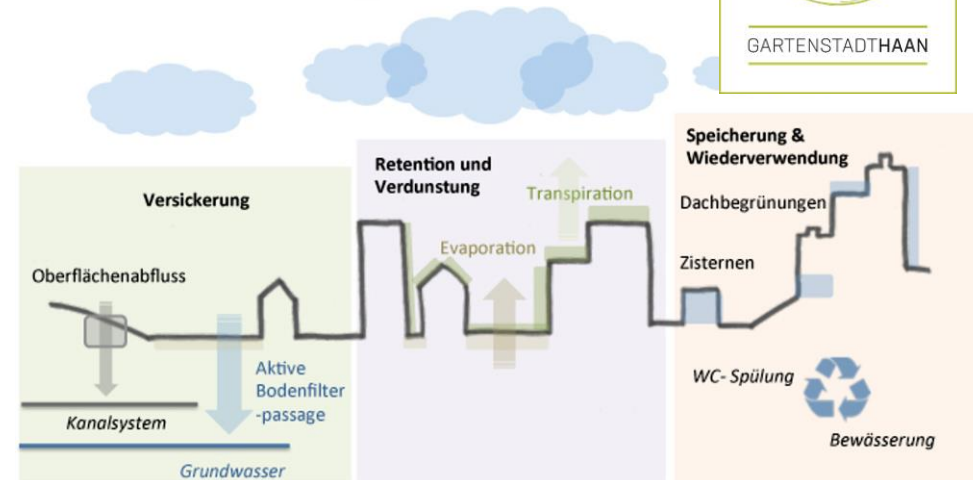 GARTENSTADTHAAN
Versickerung
Oberflächenabfluss
Aktive
Bodenfilter
-passage
Kanalsystem
Grundwasser
Retention und
Verdunstung
Transpiration
Evaporation
Speicherung &
Wiederverwendung
Dachbegrünungen
Zisternen
WC- Spülung
Bewässerung